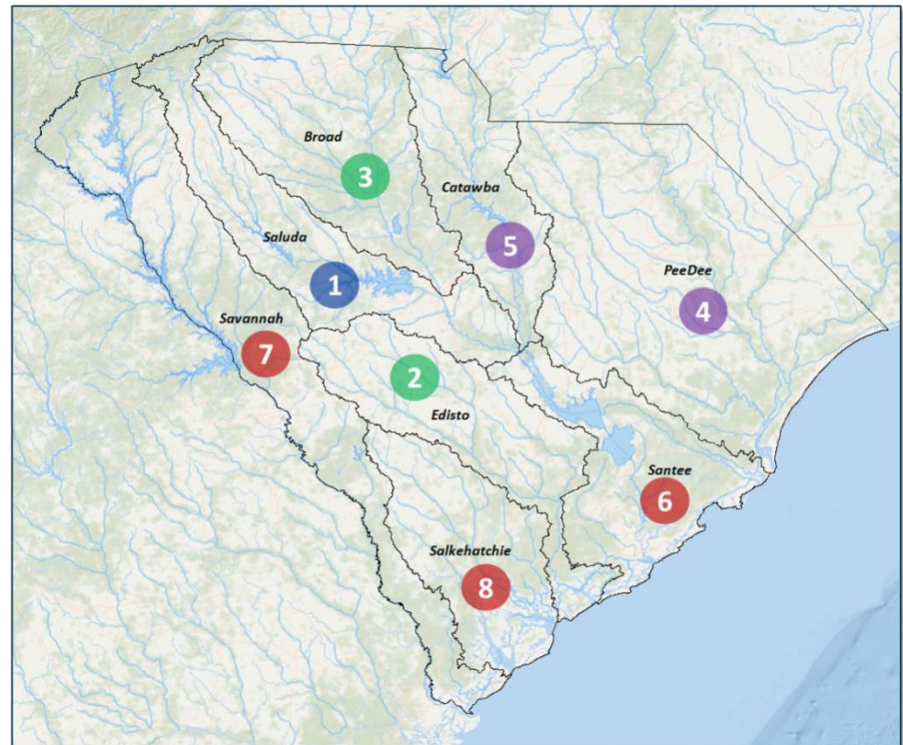 Broad
3
Catawba
5
Saluda
1
PeeDee
4
Savannah
7
2
Edisto
Santee
6
Salkehatchie
8